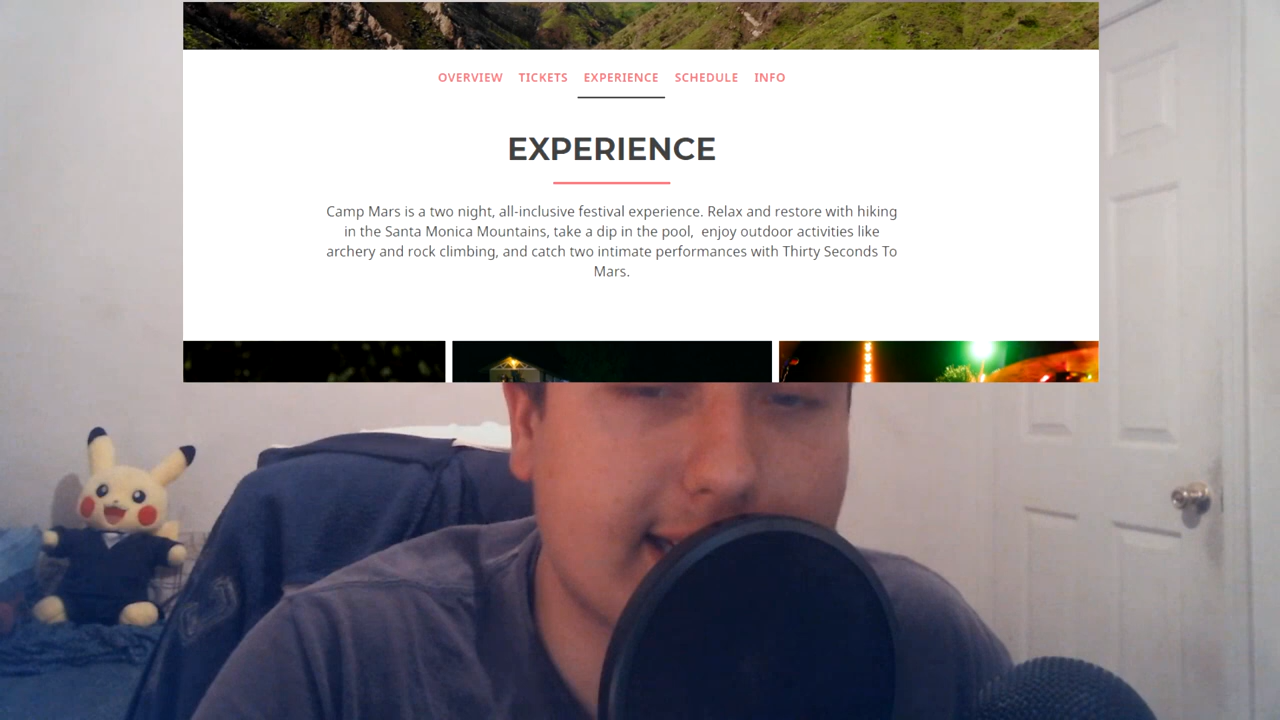 OVERVIEW TICKETS EXPERIENCE SCHEDULE INFO
EXPERIENCE
Camp Mars is a two night, all-inclusive festival experience. Relax and restore with hiking
in the Santa Monica Mountains, take a dip in the pool,  enjoy outdoor activities like
archery and rock climbing, and catch two intimate performances with Thirty Seconds To
Mars.